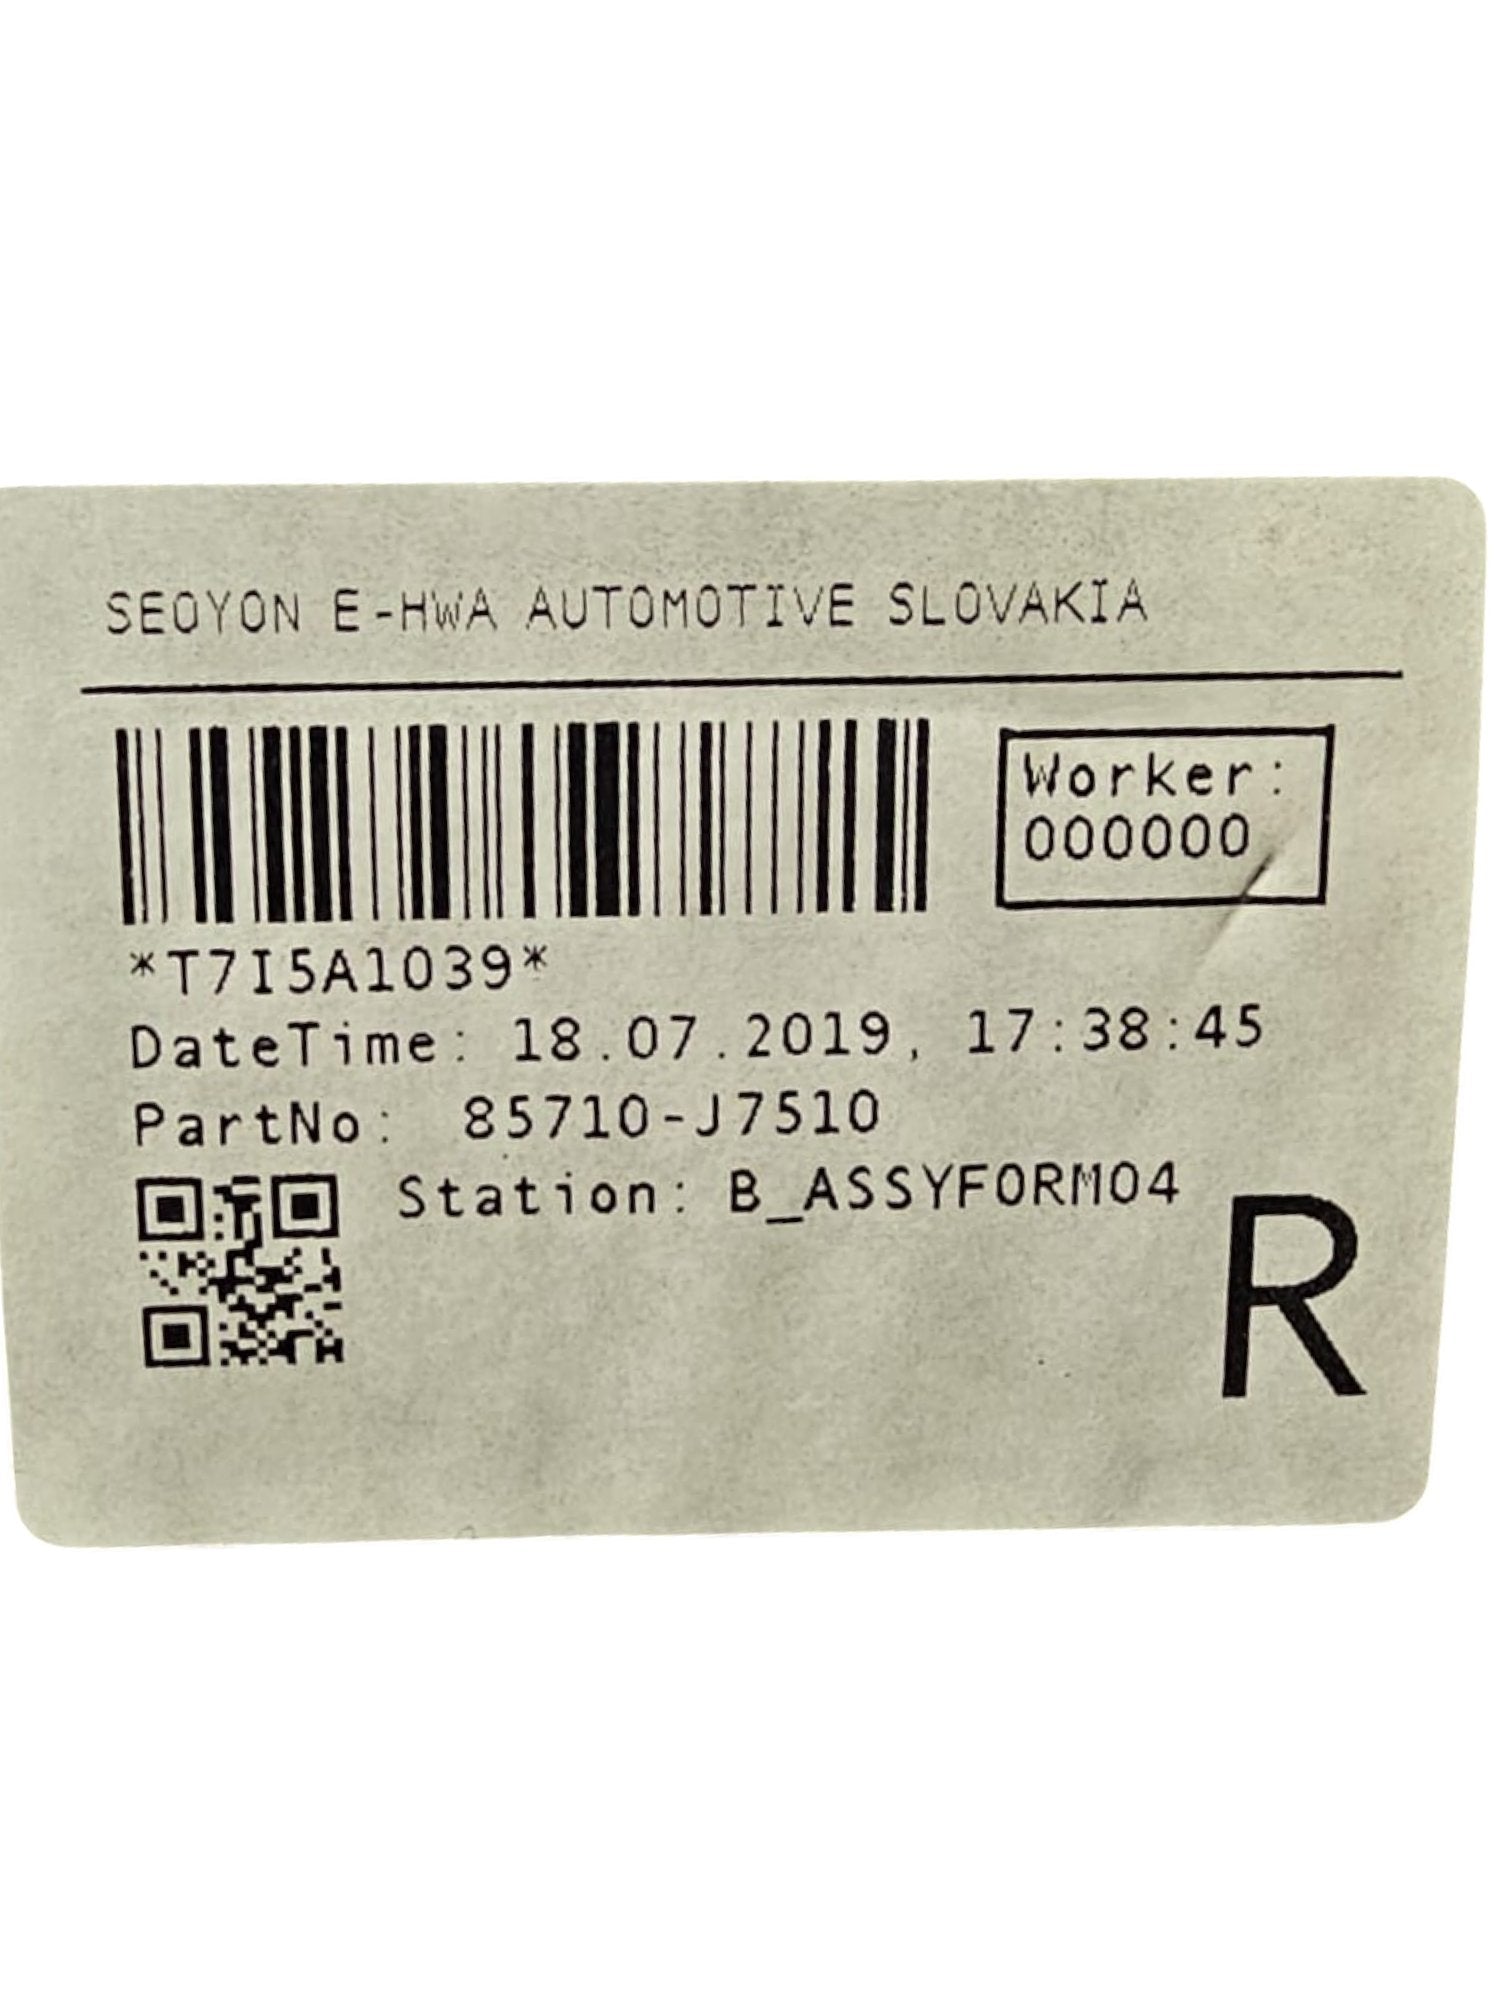 SEOYON E-HWA AUTOMOTIVE SLOVAKIA
Worker:
000000
*T7I5A1039*
DateTime: 18.07.2019, 17:38:45
PartNo: 85710-J7510
Station: B_ASSYFORM04
R